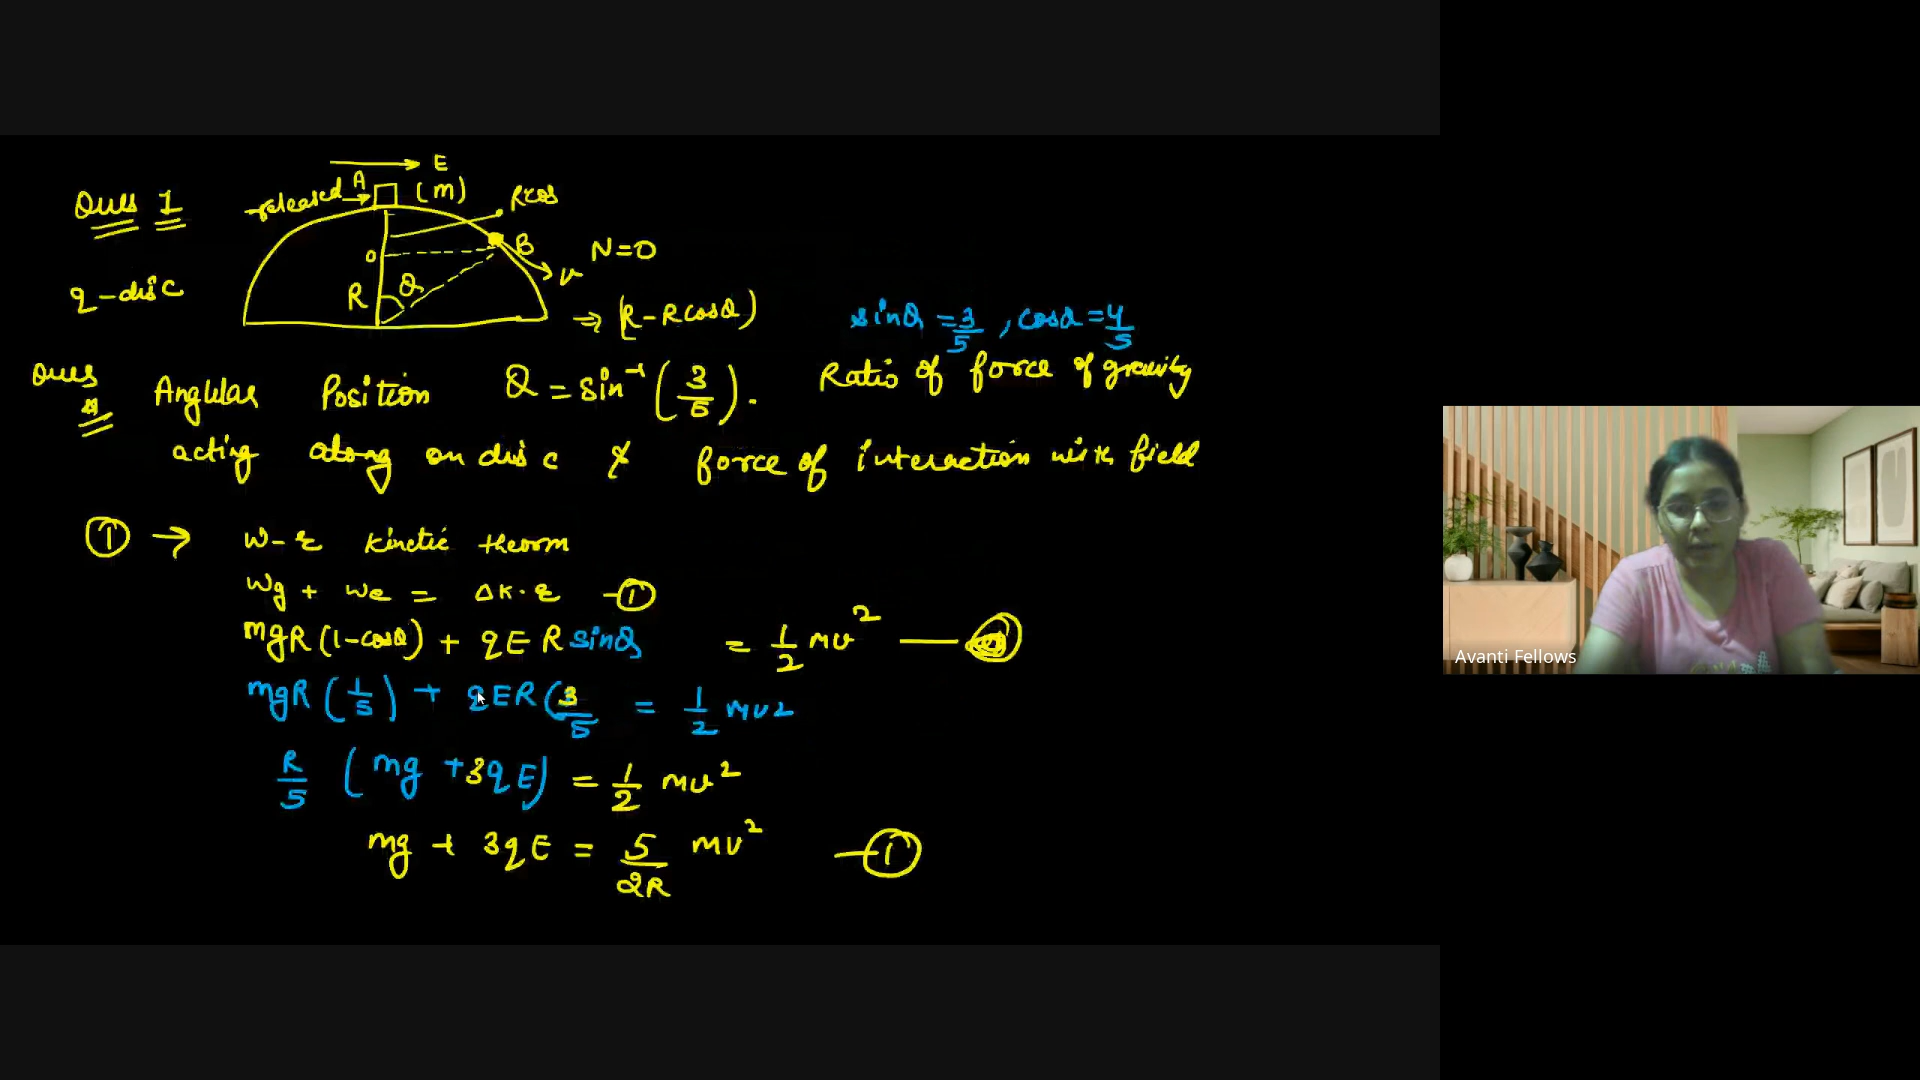 E
Ques 1
released A (m) Rcos
O B N=0
v
q-disc R θ
⇒ (R-Rcosθ) sinθ = 3/5 , cosθ = 4/5
Ques Angular Position θ = sin⁻¹ (3/5). Ratio of force of gravity
acting along on disc & force of interaction with field
① → W-E kinetic theorm
Wg + We = ΔK.E -①
mgR (1-cosθ) + qE R sinθ = 1/2 mv²
mgR (1/5) + qER (3/5 = 1/2 mv2
R/5 (mg + 3qE) = 1/2 mv²
mg + 3qE = 5/2R mv² -①
Avanti Fellows